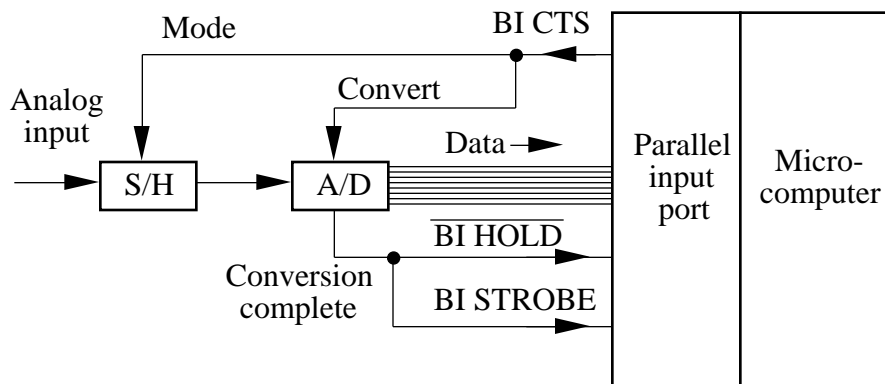 BI CTS
Mode
Convert
Analog
input
Data
S/H
A/D
Parallel
input
port
Micro-
computer
BI HOLD
Conversion
complete
BI STROBE